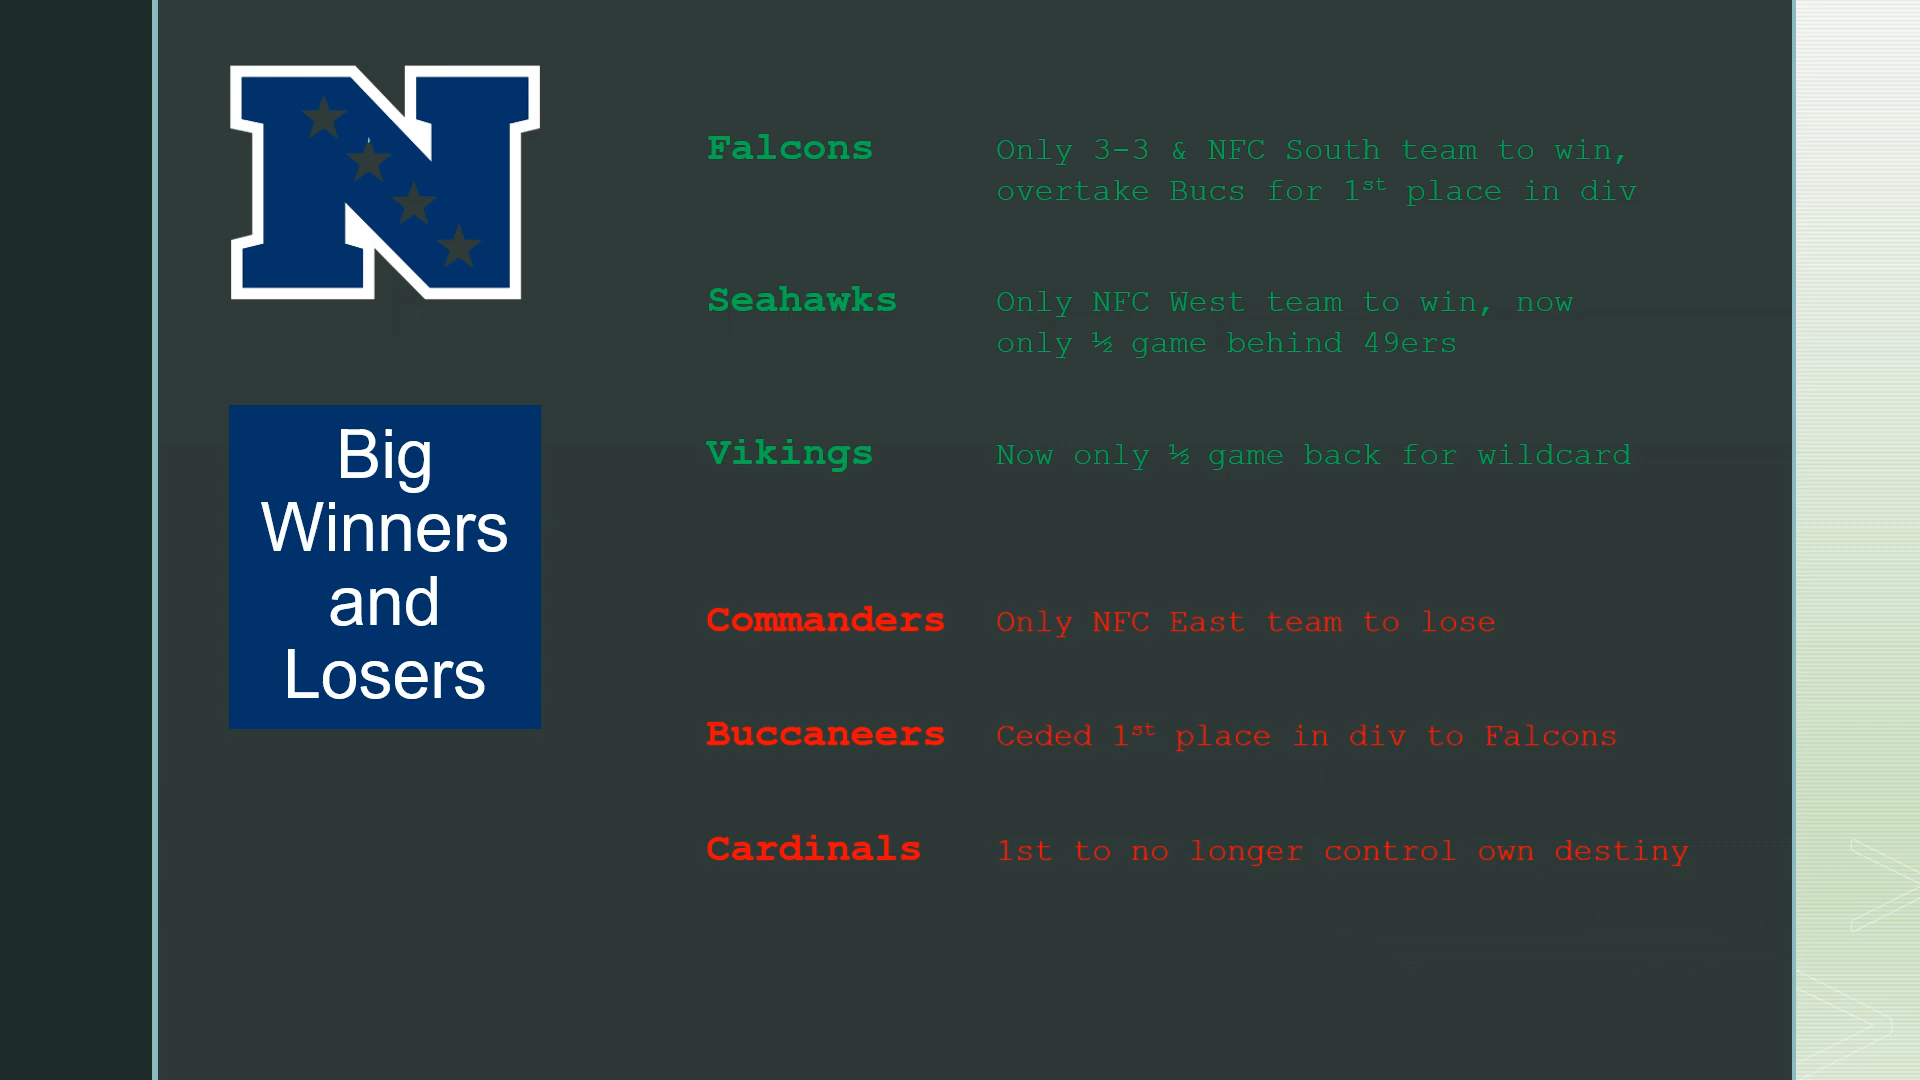 N
Big
Winners
and
Losers
Falcons Only 3-3 & NFC South team to win,
overtake Bucs for 1st place in div
Seahawks Only NFC West team to win, now
only ½ game behind 49ers
Vikings Now only ½ game back for wildcard
Commanders Only NFC East team to lose
Buccaneers Ceded 1st place in div to Falcons
Cardinals 1st to no longer control own destiny